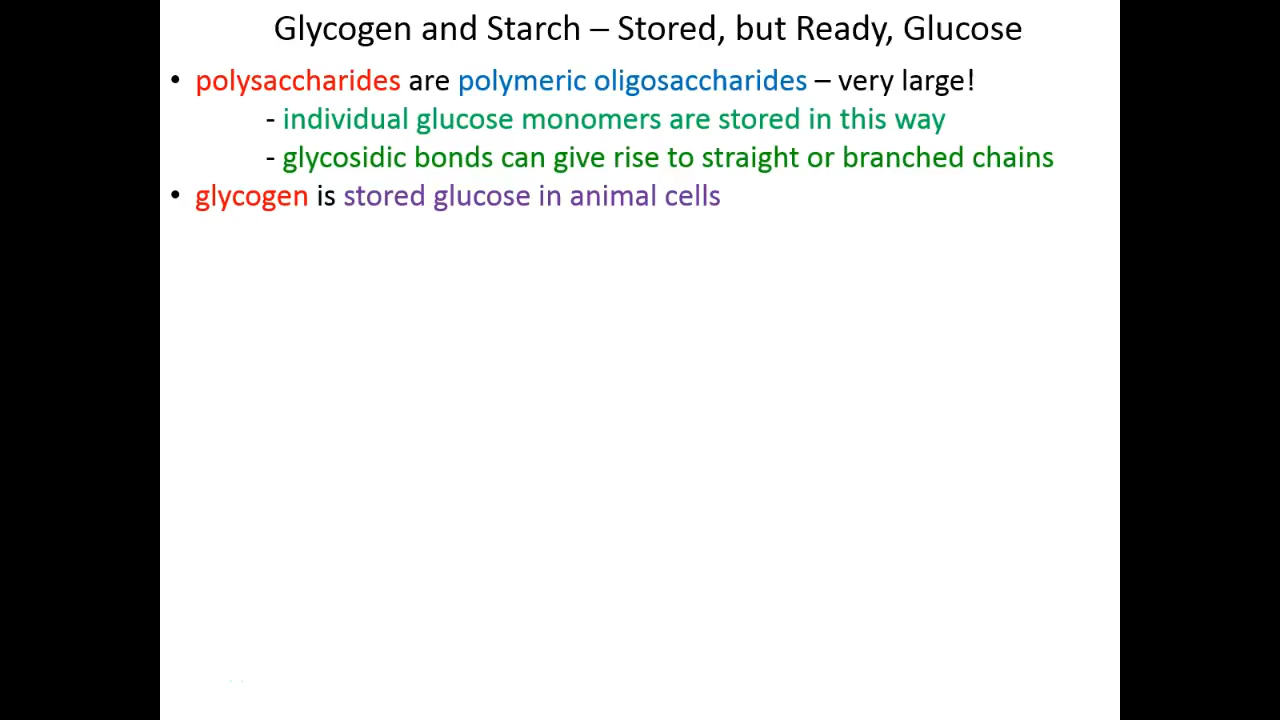 Glycogen and Starch – Stored, but Ready, Glucose
• polysaccharides are polymeric oligosaccharides – very large!
- individual glucose monomers are stored in this way
- glycosidic bonds can give rise to straight or branched chains
• glycogen is stored glucose in animal cells